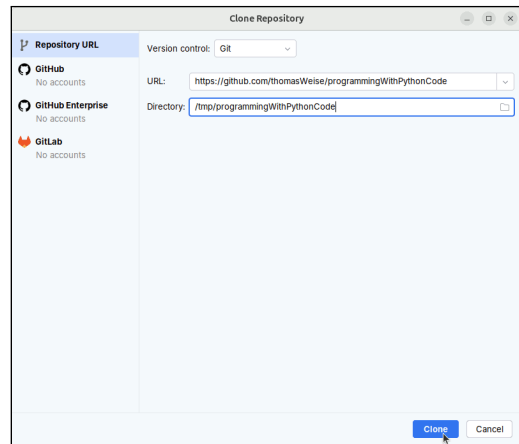 Clone Repository
Repository URL
GitHub
No accounts
GitHub Enterprise
No accounts
GitLab
No accounts
Version control: Git
URL: https://github.com/thomasWeise/programmingWithPythonCode
Directory: /tmp/programmingWithPythonCode
Clone Cancel